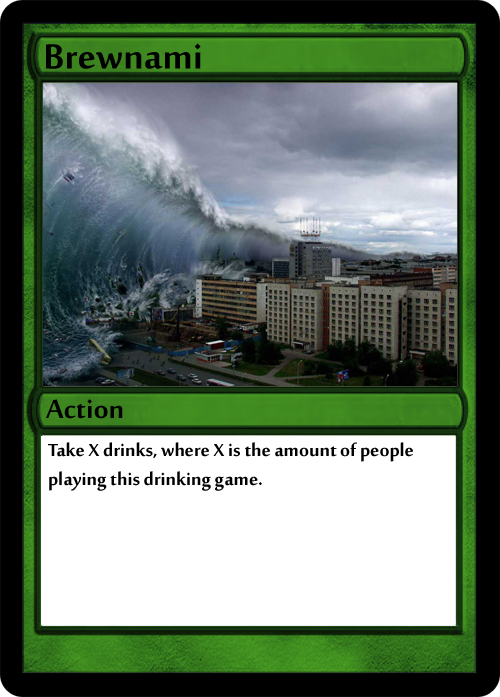 Brewnami
Action
Take X drinks, where X is the amount of people
playing this drinking game.